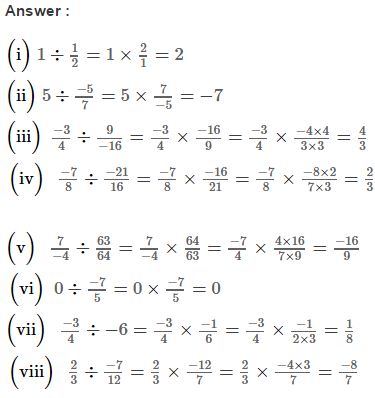 Answer :
(i) 1 ÷ 1/2 = 1 × 2/1 = 2
(ii) 5 ÷ -5/7 = 5 × 7/-5 = -7
(iii) -3/4 ÷ 9/-16 = -3/4 × -16/9 = -3/4 × -4×4/3×3 = 4/3
(iv) -7/8 ÷ -21/16 = -7/8 × -16/21 = -7/8 × -8×2/7×3 = 2/3
(v) 7/-4 ÷ 63/64 = 7/-4 × 64/63 = -7/4 × 4×16/7×9 = -16/9
(vi) 0 ÷ -7/5 = 0 × -7/5 = 0
(vii) -3/4 ÷ -6 = -3/4 × -1/6 = -3/4 × -1/2×3 = 1/8
(viii) 2/3 ÷ -7/12 = 2/3 × -12/7 = 2/3 × -4×3/7 = -8/7